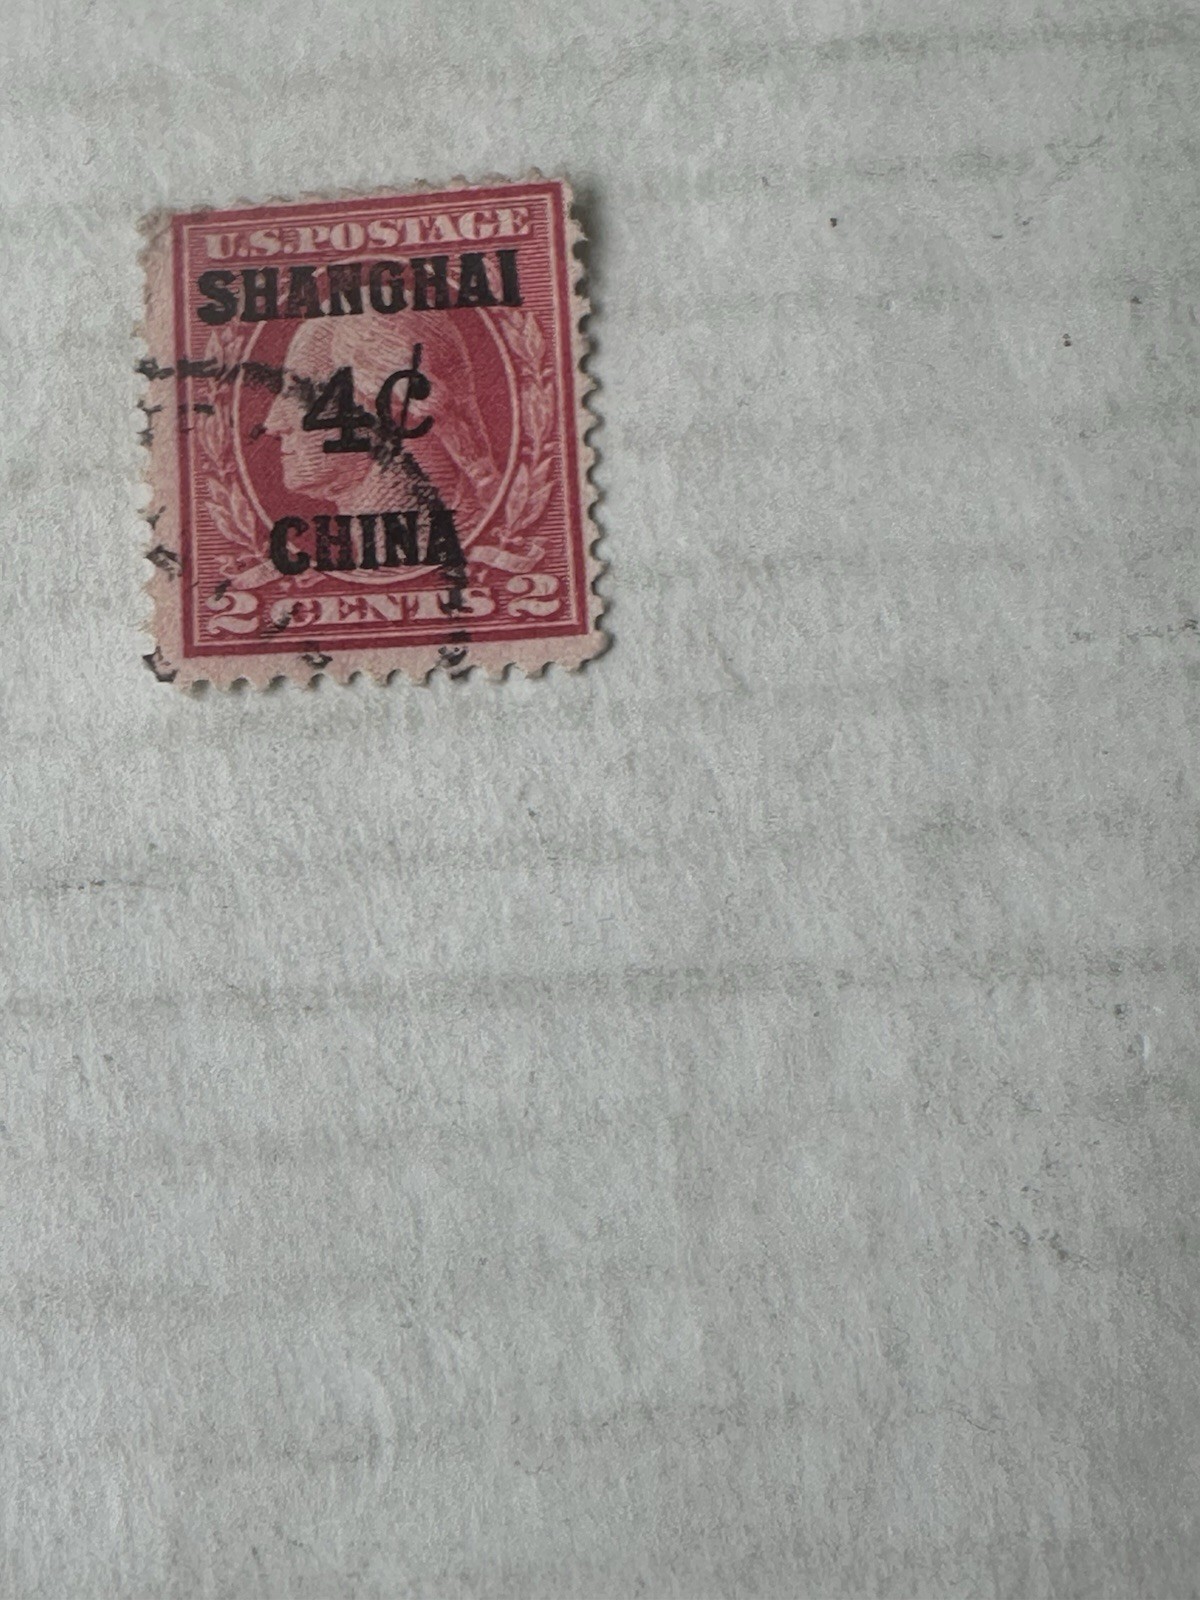 U.S. POSTAGE
SHANGHAI
4¢
CHINA
2 CENTS 2